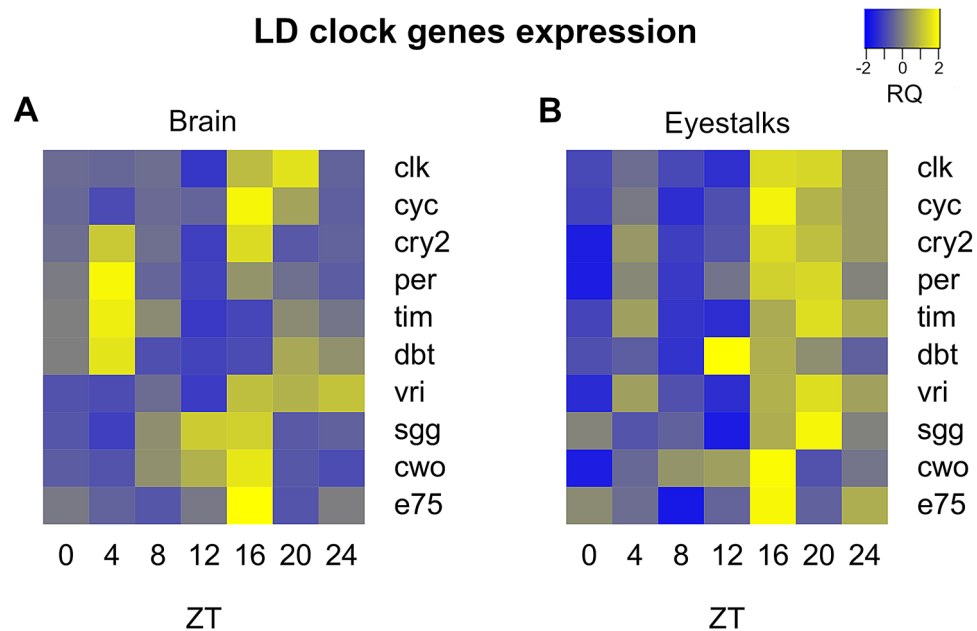 LD clock genes expression
-2 0 2
RQ
A
Brain
clk
cyc
cry2
per
tim
dbt
vri
sgg
cwo
e75
0 4 8 12 16 20 24
ZT
B
Eyestalks
clk
cyc
cry2
per
tim
dbt
vri
sgg
cwo
e75
0 4 8 12 16 20 24
ZT